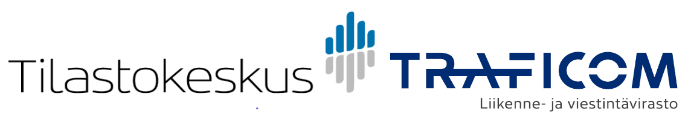 Tilastokeskus
TRAFICOM
Liikenne- ja viestintävirasto